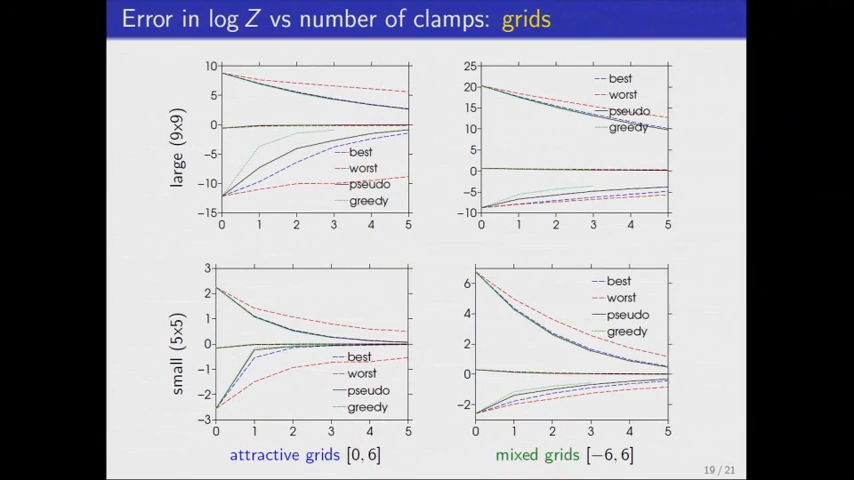 Error in log Z vs number of clamps: grids
large (9x9)
10
5
0
−5
−10
−15
0 1 2 3 4 5
best
worst
pseudo
greedy
25
20
15
10
5
0
−5
−10
0 1 2 3 4 5
best
worst
pseudo
greedy
small (5x5)
3
2
1
0
−1
−2
−3
0 1 2 3 4 5
best
worst
pseudo
greedy
6
4
2
0
−2
0 1 2 3 4 5
best
worst
pseudo
greedy
attractive grids [0, 6]
mixed grids [−6, 6]
19 / 21